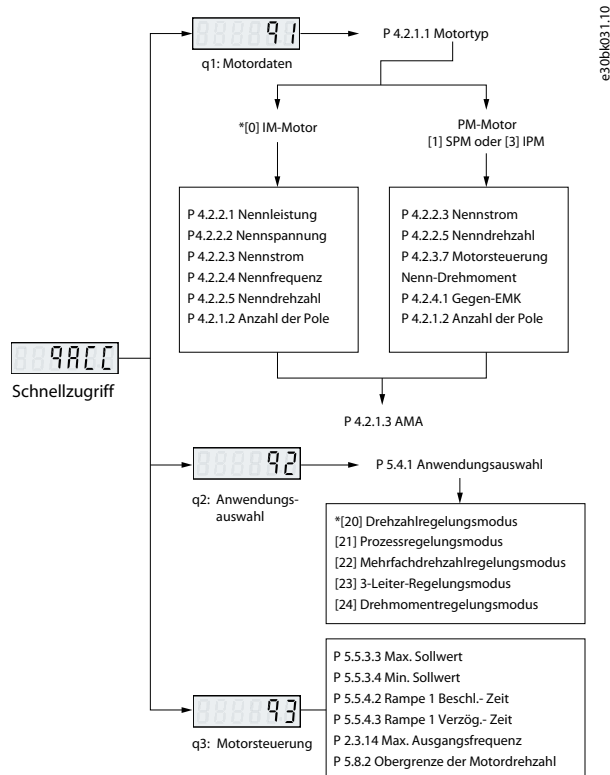 e30bk031.10
q1
q1: Motordaten
P 4.2.1.1 Motortyp
*[0] IM-Motor
PM-Motor
[1] SPM oder [3] IPM
P 4.2.2.1 Nennleistung
P4.2.2.2 Nennspannung
P 4.2.2.3 Nennstrom
P 4.2.2.4 Nennfrequenz
P 4.2.2.5 Nenndrehzahl
P 4.2.1.2 Anzahl der Pole
P 4.2.2.3 Nennstrom
P 4.2.2.5 Nenndrehzahl
P 4.2.3.7 Motorsteuerung
Nenn-Drehmoment
P 4.2.4.1 Gegen-EMK
P 4.2.1.2 Anzahl der Pole
P 4.2.1.3 AMA
qACC
Schnellzugriff
q2
q2: Anwendungs-
auswahl
P 5.4.1 Anwendungsauswahl
*[20] Drehzahlregelungsmodus
[21] Prozessregelungsmodus
[22] Mehrfachdrehzahlregelungsmodus
[23] 3-Leiter-Regelungsmodus
[24] Drehmomentregelungsmodus
q3
q3: Motorsteuerung
P 5.5.3.3 Max. Sollwert
P 5.5.3.4 Min. Sollwert
P 5.5.4.2 Rampe 1 Beschl.- Zeit
P 5.5.4.3 Rampe 1 Verzög.- Zeit
P 2.3.14 Max. Ausgangsfrequenz
P 5.8.2 Obergrenze der Motordrehzahl